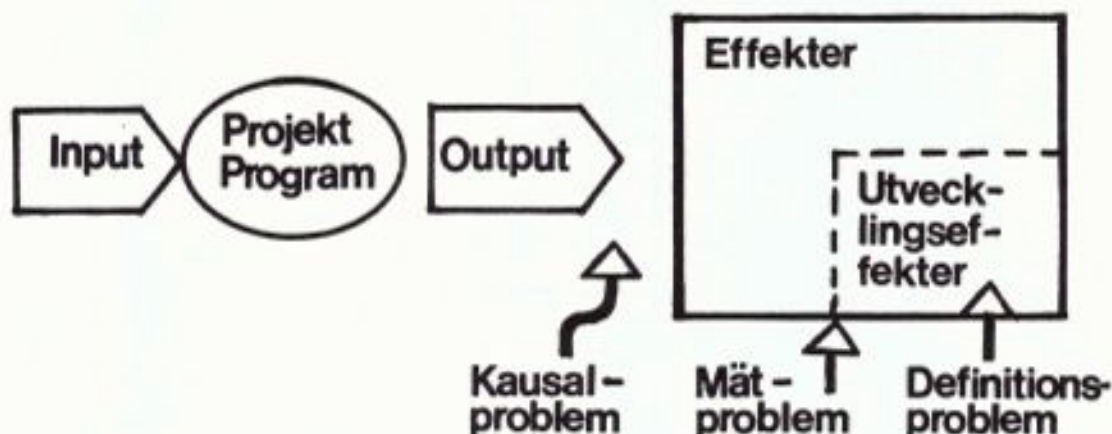 Input
Projekt
Program
Output
Effekter
Utveck-
lingsef-
fekter
Kausal-
problem
Mät-
problem
Definitions-
problem